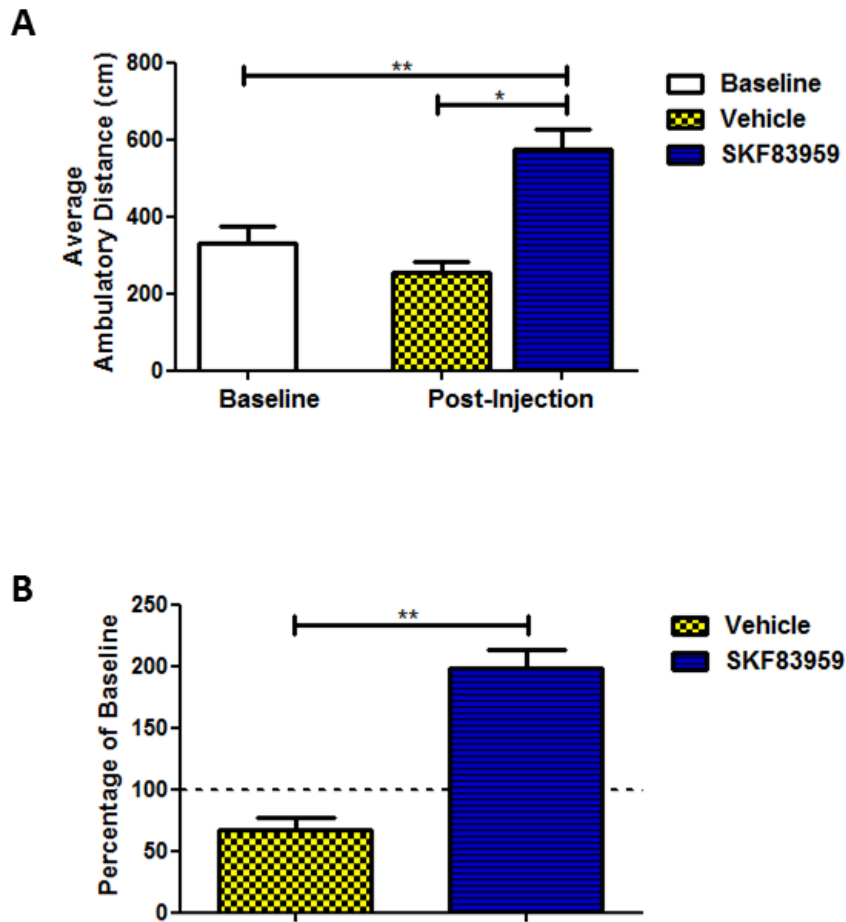 A
Average
Ambulatory Distance (cm)
800
600
400
200
0
**
*
Baseline
Post-Injection
Baseline
Vehicle
SKF83959
B
Percentage of Baseline
250
200
150
100
50
0
**
Vehicle
SKF83959